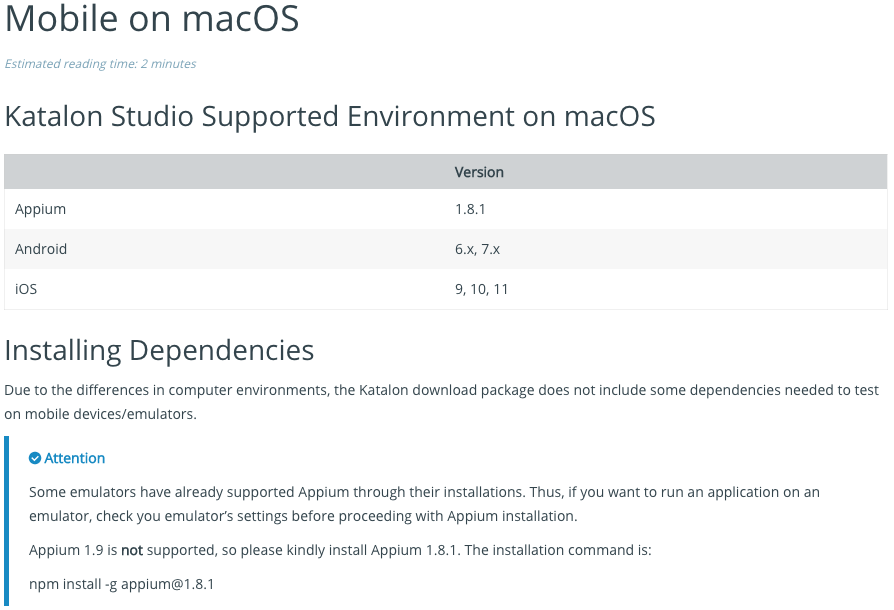 Mobile on macOS
Estimated reading time: 2 minutes
Katalon Studio Supported Environment on macOS
Version
Appium 1.8.1
Android 6.x, 7.x
iOS 9, 10, 11
Installing Dependencies
Due to the differences in computer environments, the Katalon download package does not include some dependencies needed to test
on mobile devices/emulators.
Attention
Some emulators have already supported Appium through their installations. Thus, if you want to run an application on an
emulator, check you emulator's settings before proceeding with Appium installation.
Appium 1.9 is not supported, so please kindly install Appium 1.8.1. The installation command is:
npm install -g appium@1.8.1